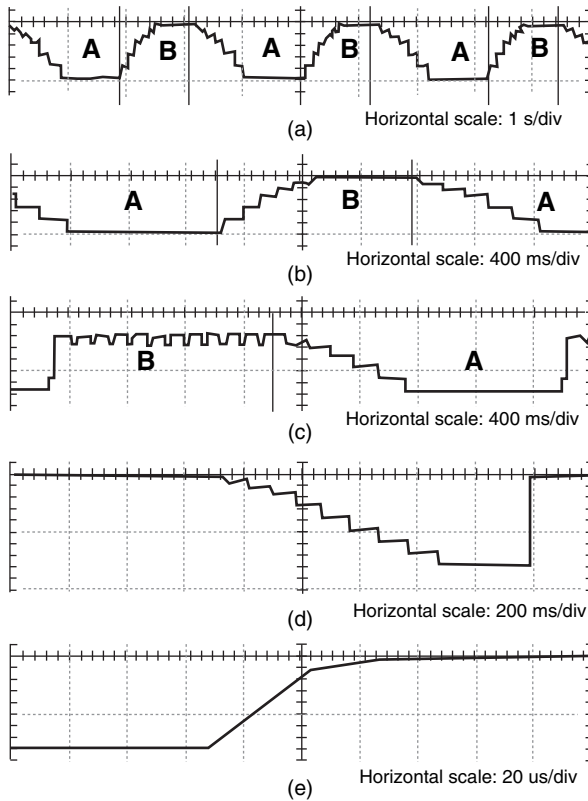 A B A B A B
(a)
Horizontal scale: 1 s/div
A B A
(b)
Horizontal scale: 400 ms/div
B A
(c)
Horizontal scale: 400 ms/div
(d)
Horizontal scale: 200 ms/div
(e)
Horizontal scale: 20 us/div